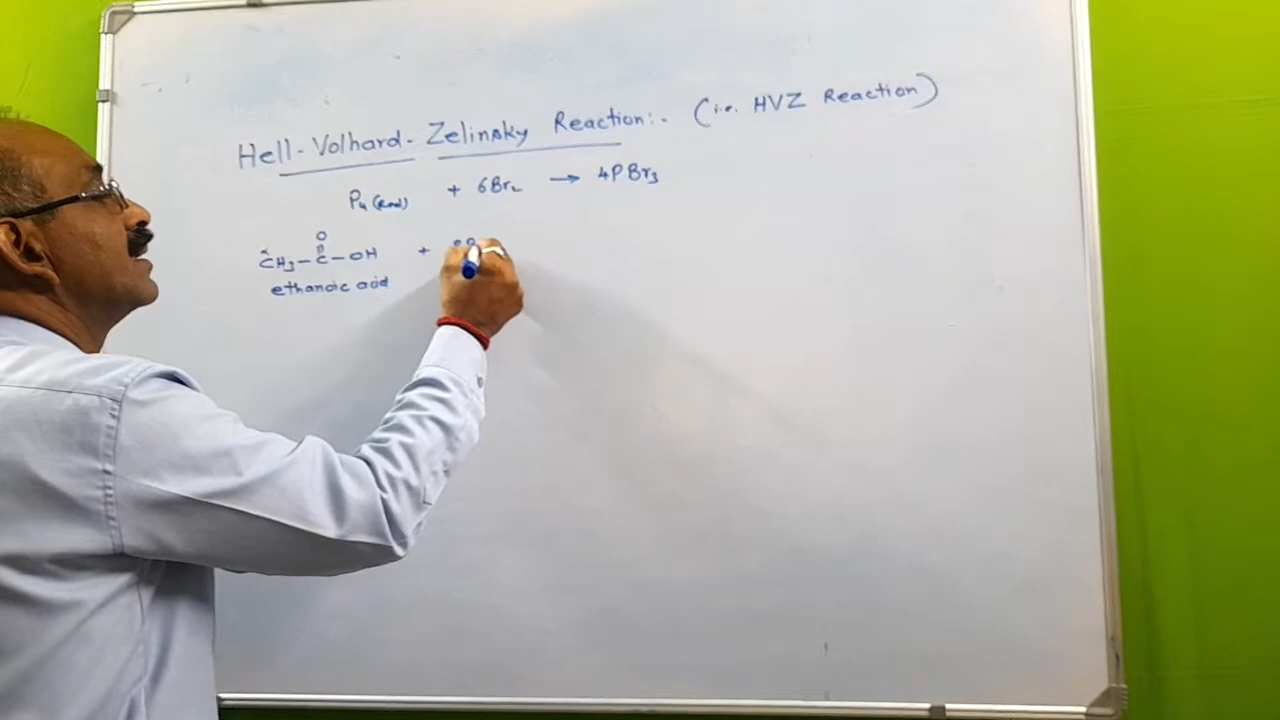 Hell-Volhard-Zelinsky Reaction:. (i.e. HVZ Reaction)
P₄ (Red) + 6Br₂ → 4PBr₃
O
α
CH₃-C-OH +
ethanoic acid